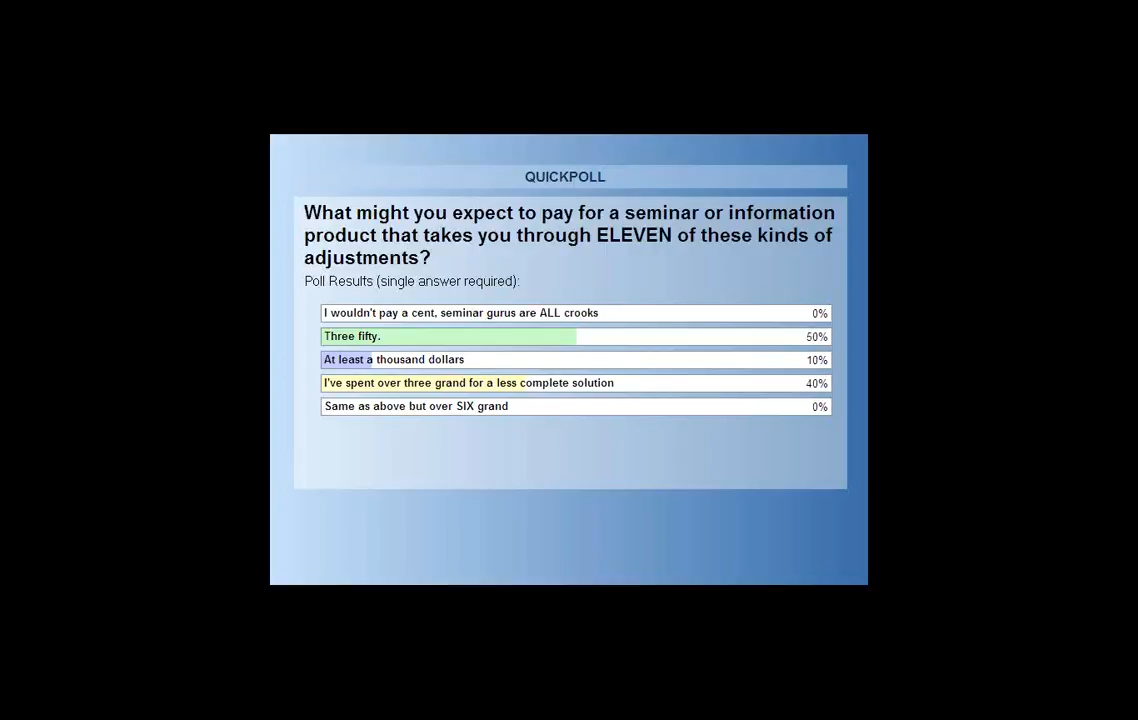 QUICKPOLL
What might you expect to pay for a seminar or information
product that takes you through ELEVEN of these kinds of
adjustments?
Poll Results (single answer required):
I wouldn't pay a cent, seminar gurus are ALL crooks 0%
Three fifty. 50%
At least a thousand dollars 10%
I've spent over three grand for a less complete solution 40%
Same as above but over SIX grand 0%